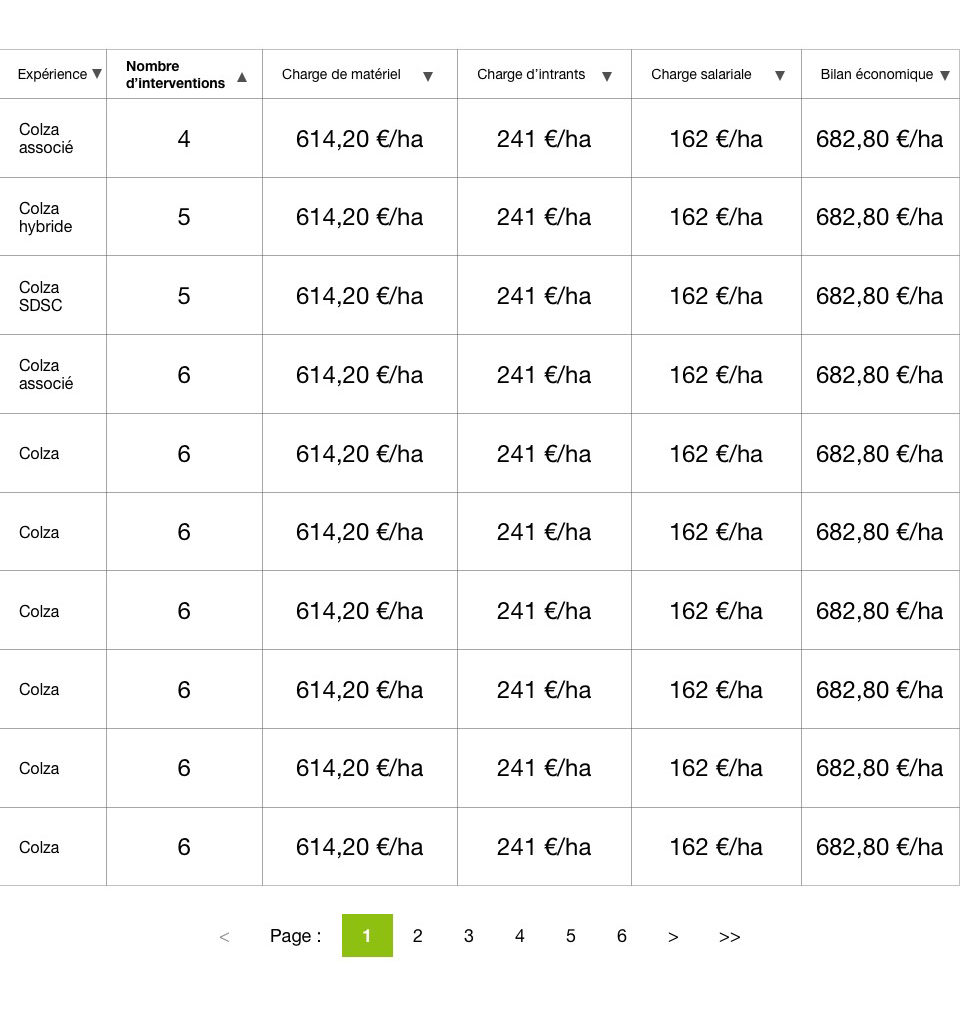 Expérience ▼ Nombre d’interventions ▲ Charge de matériel ▼ Charge d’intrants ▼ Charge salariale ▼ Bilan économique ▼
Colza associé 4 614,20 €/ha 241 €/ha 162 €/ha 682,80 €/ha
Colza hybride 5 614,20 €/ha 241 €/ha 162 €/ha 682,80 €/ha
Colza SDSC 5 614,20 €/ha 241 €/ha 162 €/ha 682,80 €/ha
Colza associé 6 614,20 €/ha 241 €/ha 162 €/ha 682,80 €/ha
Colza 6 614,20 €/ha 241 €/ha 162 €/ha 682,80 €/ha
Colza 6 614,20 €/ha 241 €/ha 162 €/ha 682,80 €/ha
Colza 6 614,20 €/ha 241 €/ha 162 €/ha 682,80 €/ha
Colza 6 614,20 €/ha 241 €/ha 162 €/ha 682,80 €/ha
Colza 6 614,20 €/ha 241 €/ha 162 €/ha 682,80 €/ha
Colza 6 614,20 €/ha 241 €/ha 162 €/ha 682,80 €/ha
< Page : 1 2 3 4 5 6 > >>